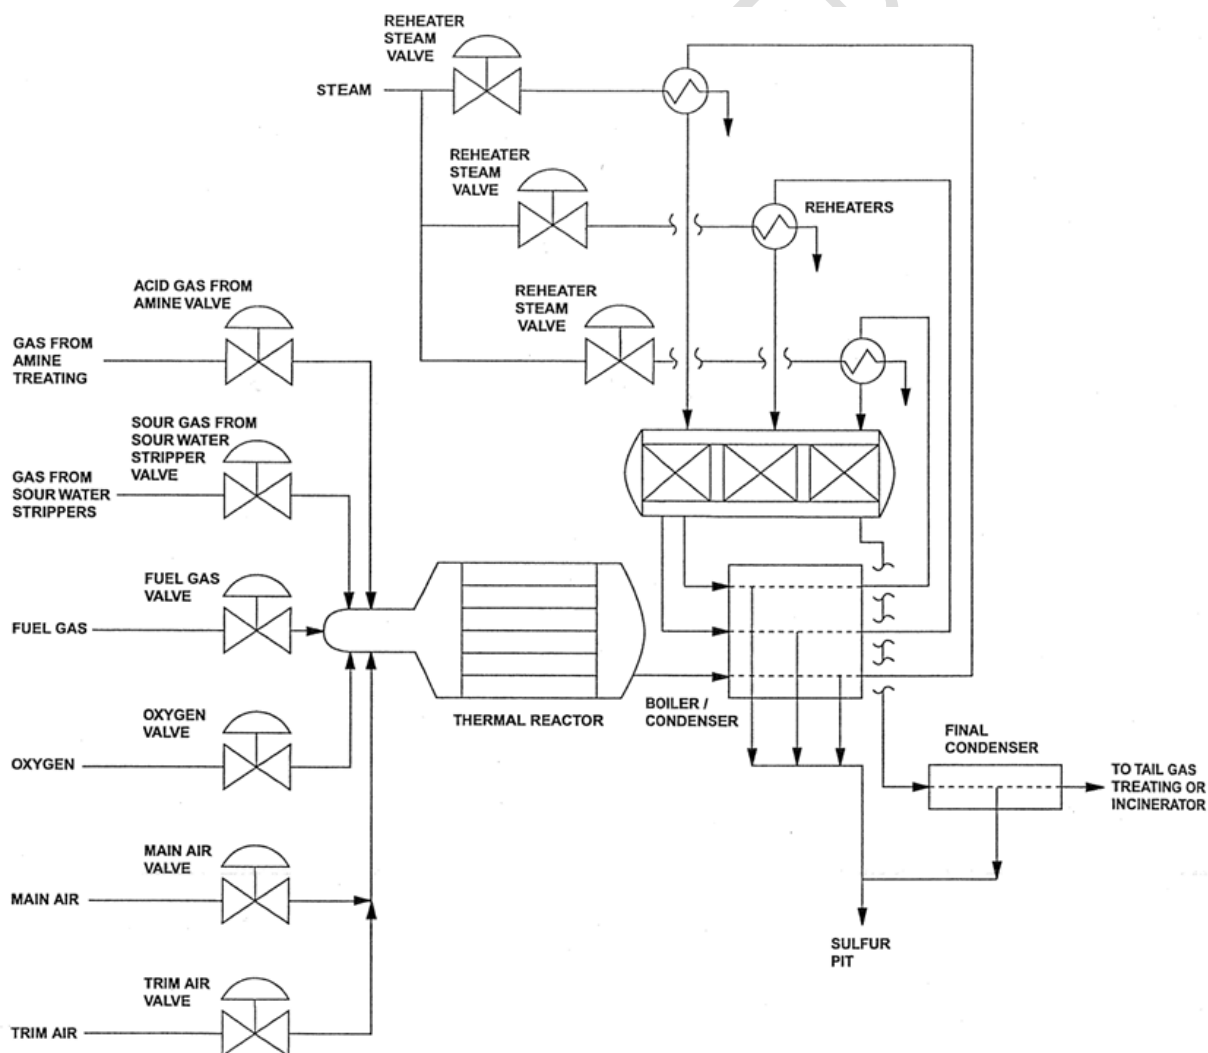 REHEATER
STEAM
VALVE
STEAM
REHEATER
STEAM
VALVE
REHEATERS
ACID GAS FROM
AMINE VALVE
REHEATER
STEAM
VALVE
GAS FROM
AMINE
TREATING
SOUR GAS FROM
SOUR WATER
STRIPPER
VALVE
GAS FROM
SOUR WATER
STRIPPERS
FUEL GAS
VALVE
FUEL GAS
THERMAL REACTOR
BOILER /
CONDENSER
OXYGEN
VALVE
OXYGEN
FINAL
CONDENSER
TO TAIL GAS
TREATING OR
INCINERATOR
MAIN AIR
VALVE
MAIN AIR
SULFUR
PIT
TRIM AIR
VALVE
TRIM AIR